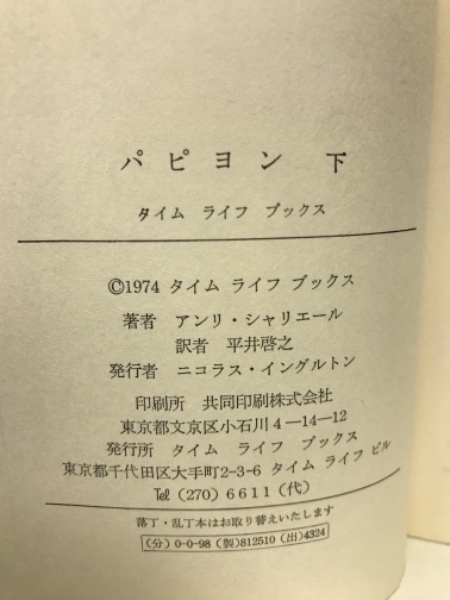 パピヨン 下
タイム ライフ ブックス
©1974 タイム ライフ ブックス
著者 アンリ・シャリエール
訳者 平井啓之
発行者 ニコラス・イングルトン
印刷所 共同印刷株式会社
東京都文京区小石川4―14―12
発行所 タイム ライフ ブックス
東京都千代田区大手町2-3-6 タイム ライフ ビル
Tel (270) 6611 (代)
落丁・乱丁本はお取り替えいたします
(分) 0-0-98 (製) 812510 (出) 4324